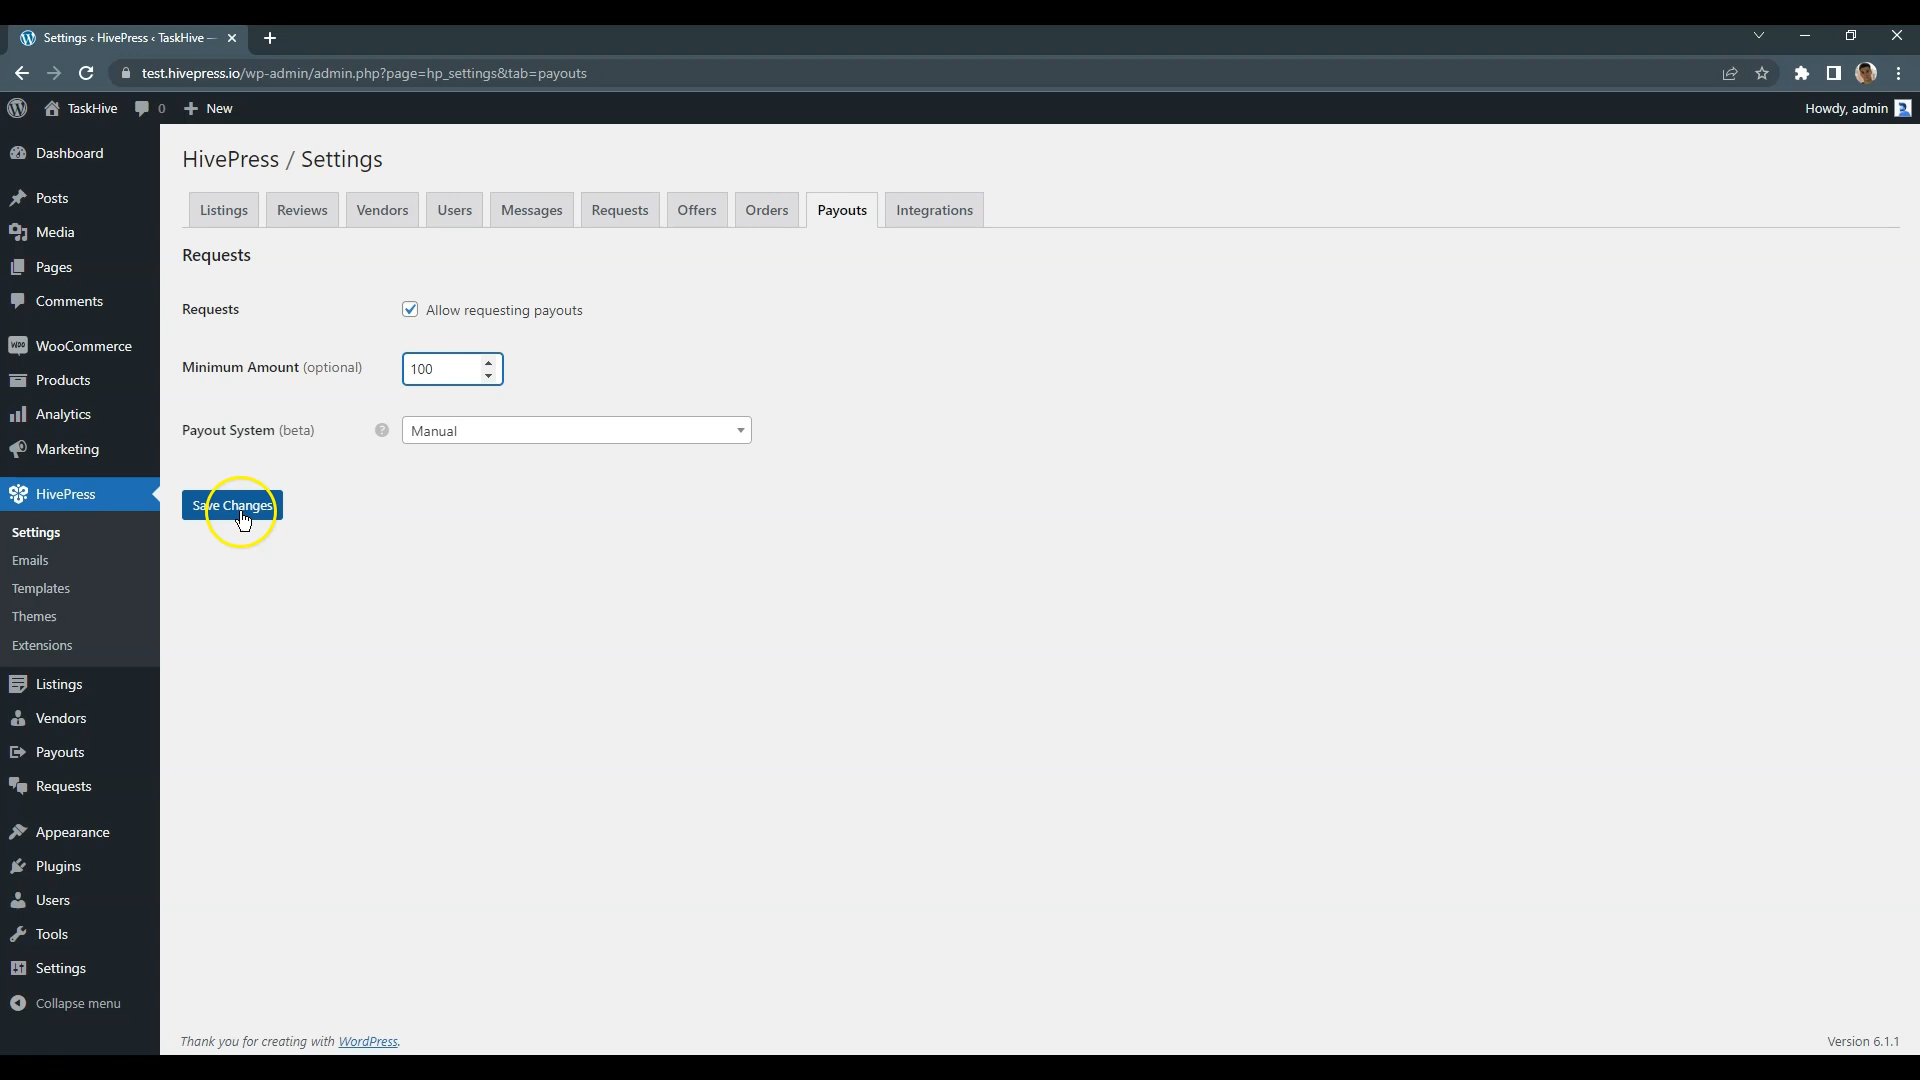 Settings ‹ HivePress ‹ TaskHive —
test.hivepress.io/wp-admin/admin.php?page=hp_settings&tab=payouts
TaskHive 0 New Howdy, admin
Dashboard
Posts
Media
Pages
Comments
WooCommerce
Products
Analytics
Marketing
HivePress
Settings
Emails
Templates
Themes
Extensions
Listings
Vendors
Payouts
Requests
Appearance
Plugins
Users
Tools
Settings
Collapse menu
HivePress / Settings
Listings Reviews Vendors Users Messages Requests Offers Orders Payouts Integrations
Requests
Requests Allow requesting payouts
Minimum Amount (optional) 100
Payout System (beta) ? Manual
Save Changes
Thank you for creating with WordPress. Version 6.1.1